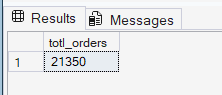 Results Messages
totl_orders
1 21350